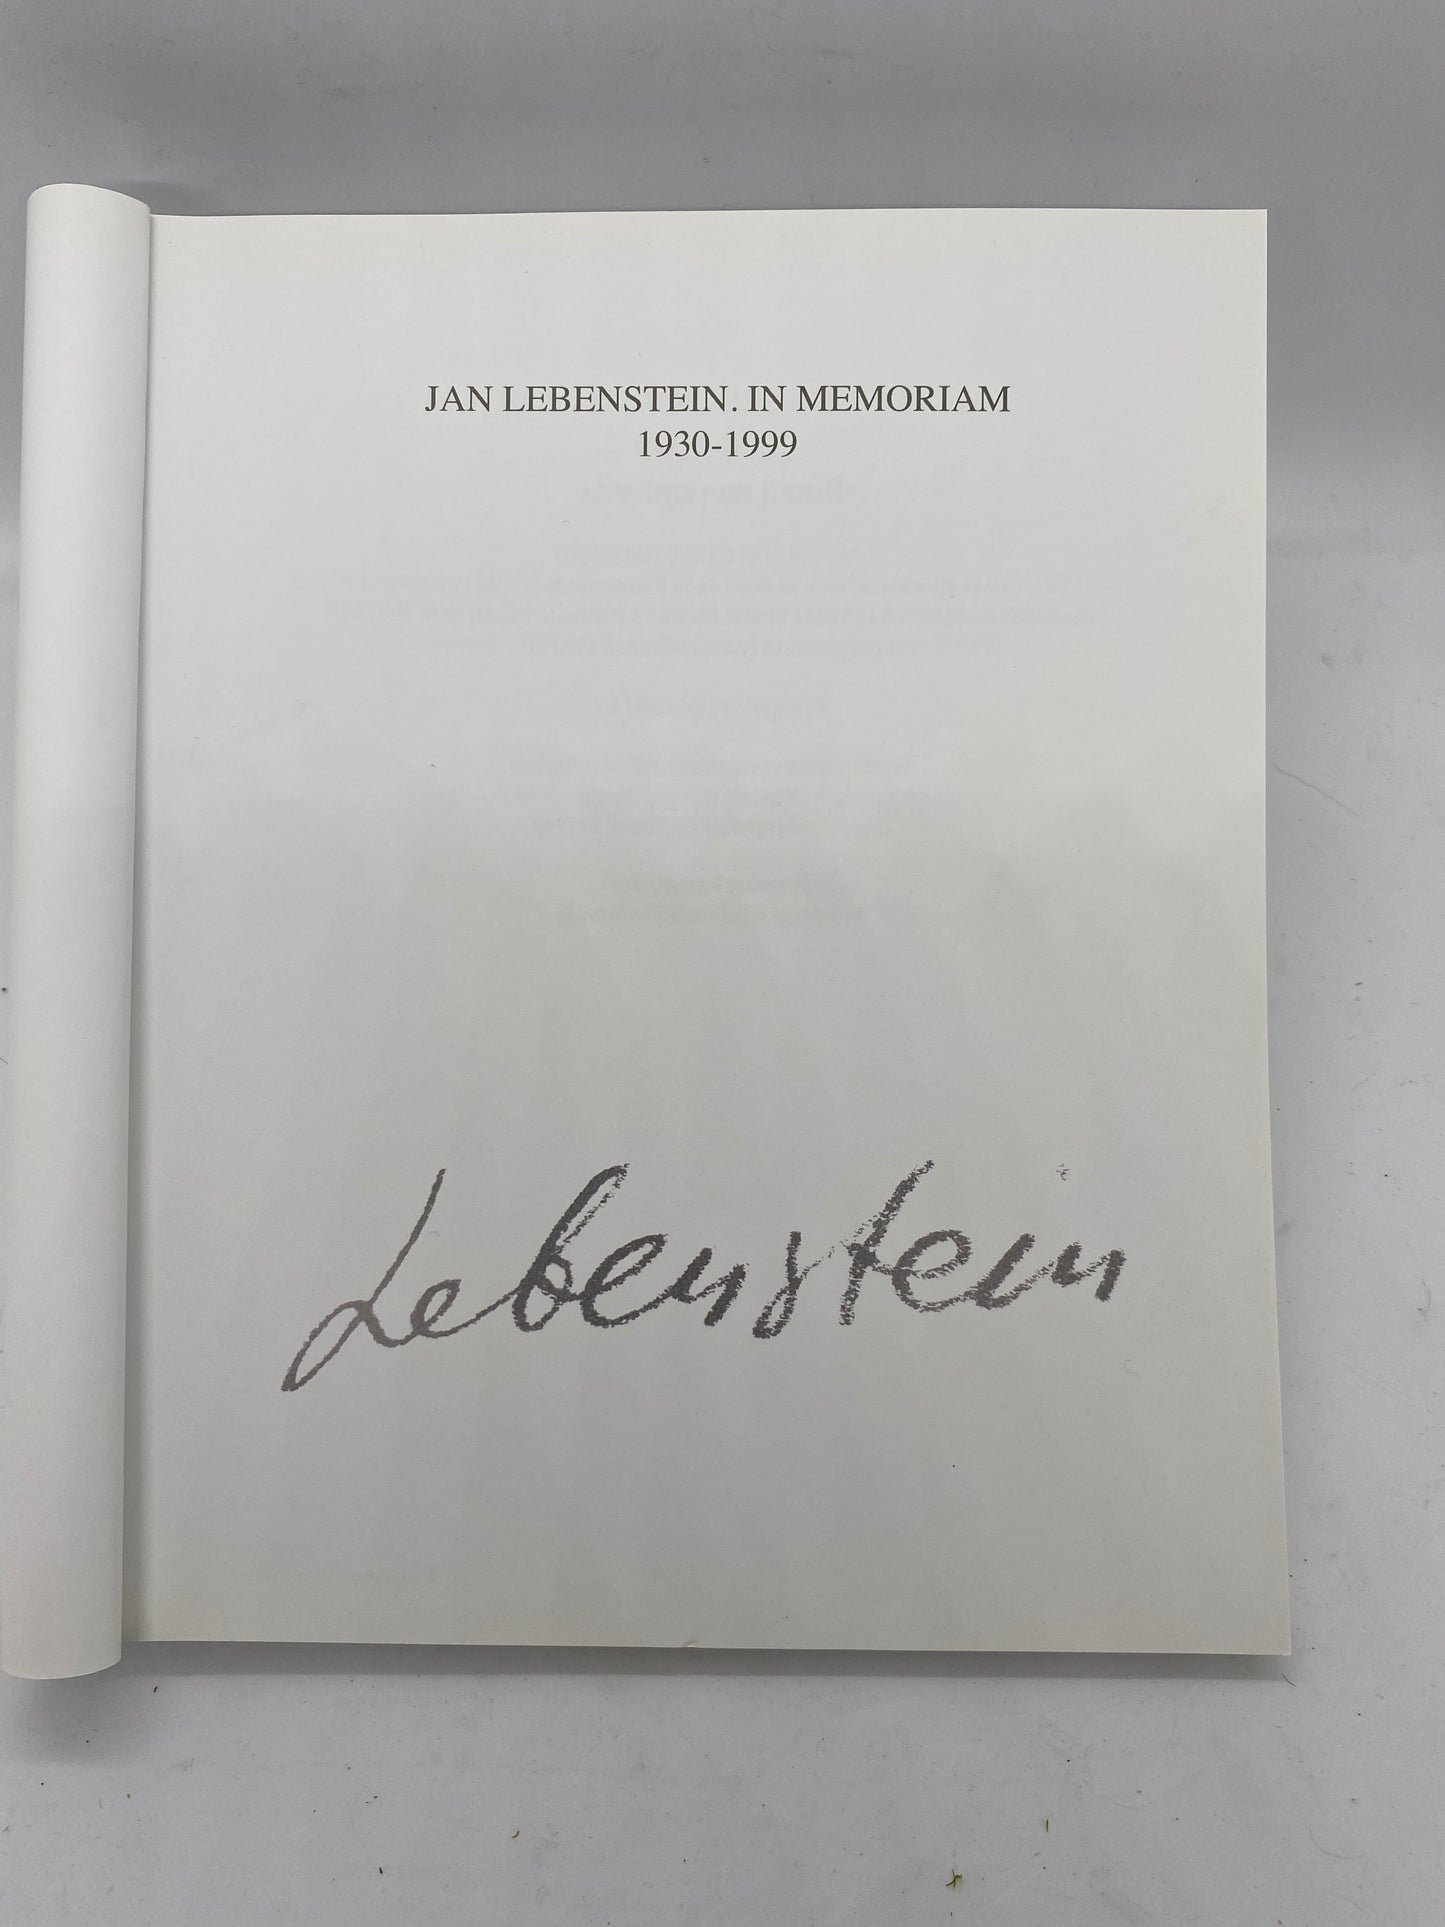 JAN LEBENSTEIN. IN MEMORIAM
1930-1999
Lebenstein